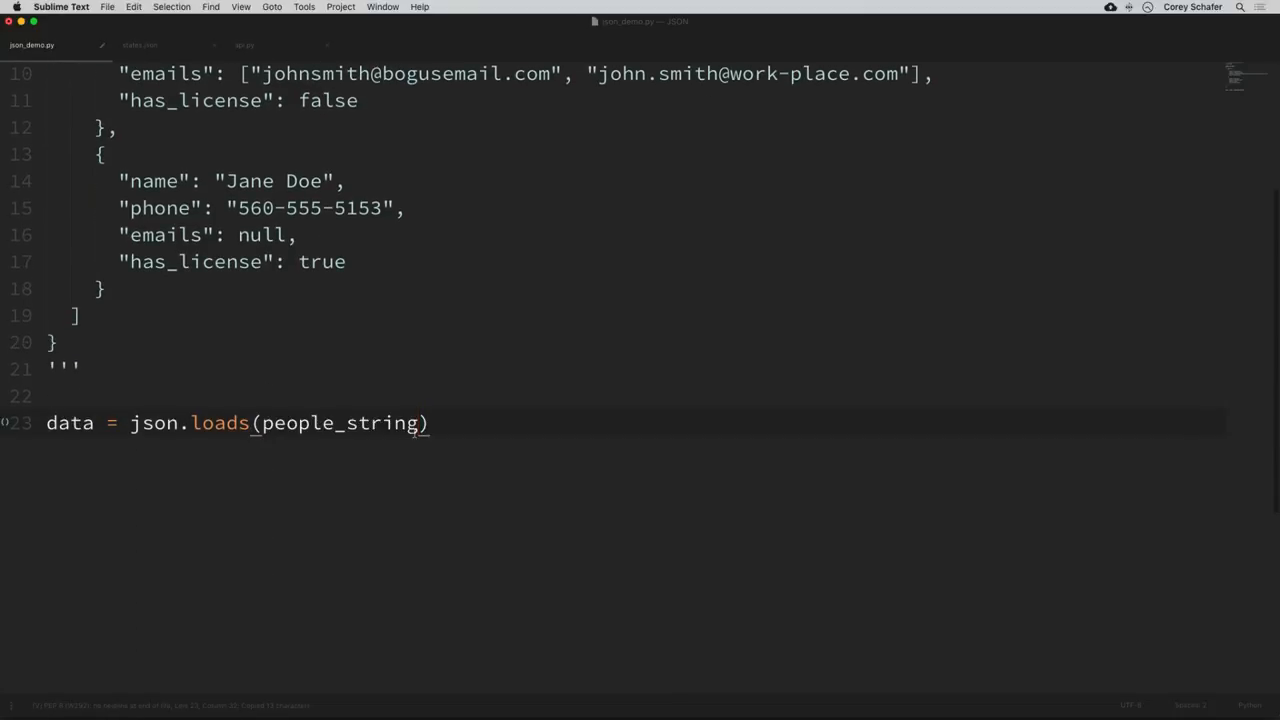 Sublime Text File Edit Selection Find View Goto Tools Project Window Help Corey Schafer
json_demo.py — JSON
json_demo.py states.json api.py
10 "emails": ["johnsmith@bogusemail.com", "john.smith@work-place.com"],
11 "has_license": false
12 },
13 {
14 "name": "Jane Doe",
15 "phone": "560-555-5153",
16 "emails": null,
17 "has_license": true
18 }
19 ]
20 }
21 '''
22
23 data = json.loads(people_string)
UTF-8 Spaces: 2 Python